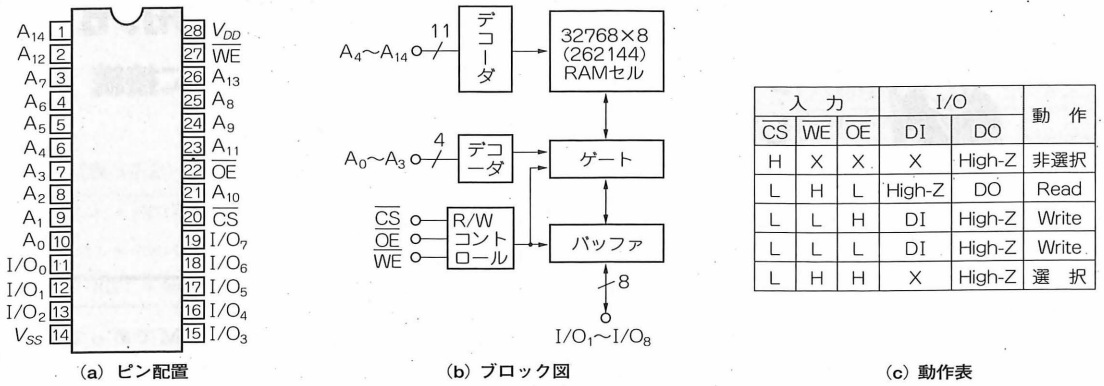 A14 1 28 VDD
A12 2 27 WE
A7 3 26 A13
A6 4 25 A8
A5 5 24 A9
A4 6 23 A11
A3 7 22 OE
A2 8 21 A10
A1 9 20 CS
A0 10 19 I/O7
I/O0 11 18 I/O6
I/O1 12 17 I/O5
I/O2 13 16 I/O4
VSS 14 15 I/O3
(a) ピン配置
A4〜A14 11 デコーダ
32768×8
(262144)
RAMセル
A0〜A3 4 デコーダ
ゲート
CS
OE
WE
R/W
コント
ロール
バッファ
8
I/O1〜I/O8
(b) ブロック図
入力 I/O 動作
CS WE OE DI DO
H X X X High-Z 非選択
L H L High-Z DO Read
L L H DI High-Z Write
L L L DI High-Z Write
L H H X High-Z 選択
(c) 動作表